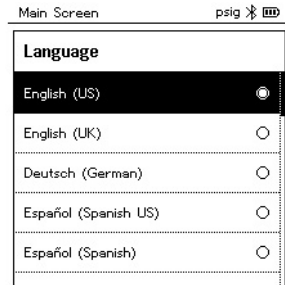 Main Screen psig
Language
English (US)
English (UK)
Deutsch (German)
Español (Spanish US)
Español (Spanish)